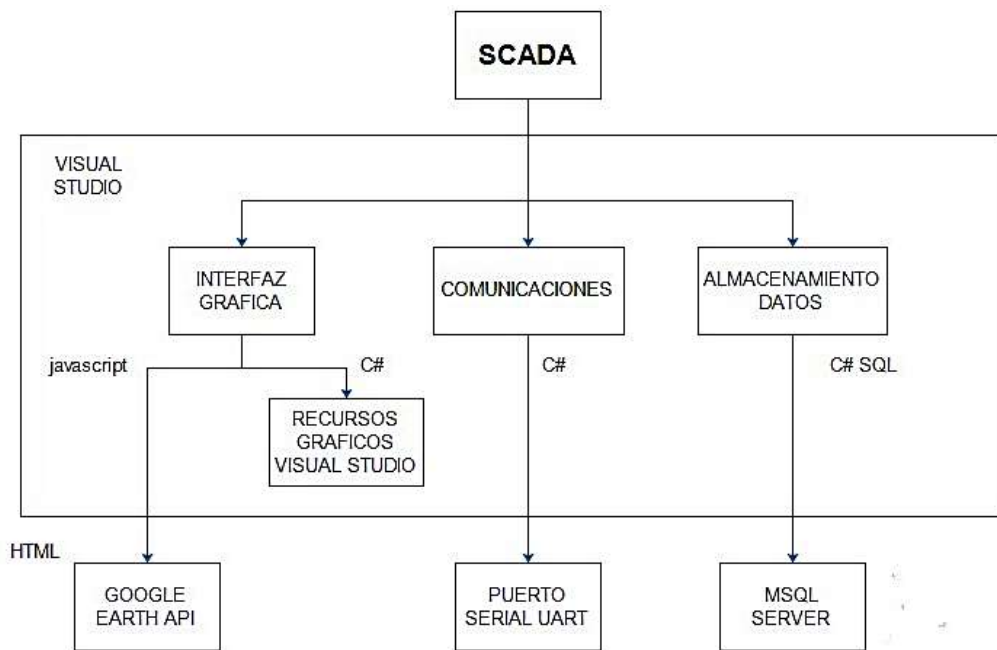 SCADA
VISUAL
STUDIO
INTERFAZ
GRAFICA
COMUNICACIONES
ALMACENAMIENTO
DATOS
javascript
C#
C#
C# SQL
RECURSOS
GRAFICOS
VISUAL STUDIO
HTML
GOOGLE
EARTH API
PUERTO
SERIAL UART
MSQL
SERVER